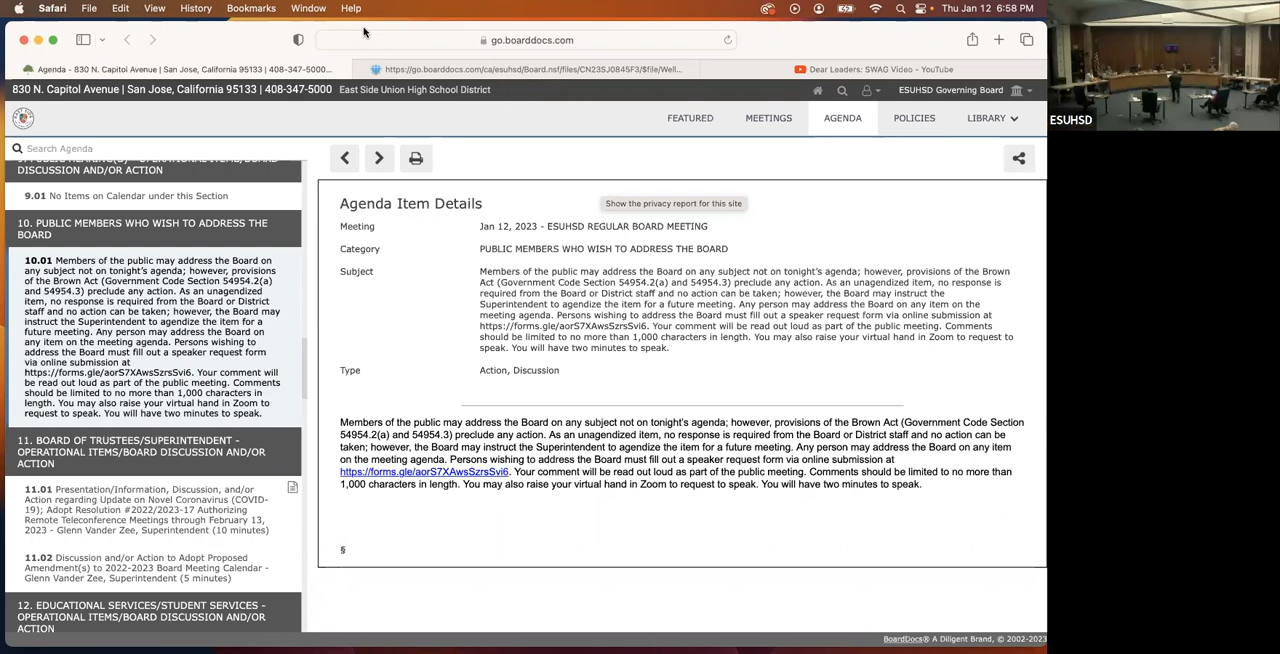 Safari File Edit View History Bookmarks Window Help Thu Jan 12 6:58 PM
go.boarddocs.com
Agenda - 830 N. Capitol Avenue | San Jose, California 95133 | 408-347-5000...
https://go.boarddocs.com/ca/esuhsd/Board.nsf/files/CN23SJ0845F3/$file/Well...
Dear Leaders: SWAG Video - YouTube
830 N. Capitol Avenue | San Jose, California 95133 | 408-347-5000 East Side Union High School District
ESUHSD Governing Board
FEATURED MEETINGS AGENDA POLICIES LIBRARY
Search Agenda
DISCUSSION AND/OR ACTION
9.01 No Items on Calendar under this Section
10. PUBLIC MEMBERS WHO WISH TO ADDRESS THE
BOARD
10.01 Members of the public may address the Board on
any subject not on tonight's agenda; however, provisions
of the Brown Act (Government Code Section 54954.2(a)
and 54954.3) preclude any action. As an unagendized
item, no response is required from the Board or District
staff and no action can be taken; however, the Board may
instruct the Superintendent to agendize the item for a
future meeting. Any person may address the Board on
any item on the meeting agenda. Persons wishing to
address the Board must fill out a speaker request form
via online submission at
https://forms.gle/aorS7XAwsSzrsSvi6. Your comment will
be read out loud as part of the public meeting. Comments
should be limited to no more than 1,000 characters in
length. You may also raise your virtual hand in Zoom to
request to speak. You will have two minutes to speak.
11. BOARD OF TRUSTEES/SUPERINTENDENT -
OPERATIONAL ITEMS/BOARD DISCUSSION AND/OR
ACTION
11.01 Presentation/Information, Discussion, and/or
Action regarding Update on Novel Coronavirus (COVID-
19); Adopt Resolution #2022/2023-17 Authorizing
Remote Teleconference Meetings through February 13,
2023 - Glenn Vander Zee, Superintendent (10 minutes)
11.02 Discussion and/or Action to Adopt Proposed
Amendment(s) to 2022-2023 Board Meeting Calendar -
Glenn Vander Zee, Superintendent (5 minutes)
12. EDUCATIONAL SERVICES/STUDENT SERVICES -
OPERATIONAL ITEMS/BOARD DISCUSSION AND/OR
ACTION
Agenda Item Details
Show the privacy report for this site
Meeting Jan 12, 2023 - ESUHSD REGULAR BOARD MEETING
Category PUBLIC MEMBERS WHO WISH TO ADDRESS THE BOARD
Subject Members of the public may address the Board on any subject not on tonight's agenda; however, provisions of the Brown
Act (Government Code Section 54954.2(a) and 54954.3) preclude any action. As an unagendized item, no response is
required from the Board or District staff and no action can be taken; however, the Board may instruct the
Superintendent to agendize the item for a future meeting. Any person may address the Board on any item on the
meeting agenda. Persons wishing to address the Board must fill out a speaker request form via online submission at
https://forms.gle/aorS7XAwsSzrsSvi6. Your comment will be read out loud as part of the public meeting. Comments
should be limited to no more than 1,000 characters in length. You may also raise your virtual hand in Zoom to request to
speak. You will have two minutes to speak.
Type Action, Discussion
Members of the public may address the Board on any subject not on tonight's agenda; however, provisions of the Brown Act (Government Code Section
54954.2(a) and 54954.3) preclude any action. As an unagendized item, no response is required from the Board or District staff and no action can be
taken; however, the Board may instruct the Superintendent to agendize the item for a future meeting. Any person may address the Board on any item
on the meeting agenda. Persons wishing to address the Board must fill out a speaker request form via online submission at
https://forms.gle/aorS7XAwsSzrsSvi6. Your comment will be read out loud as part of the public meeting. Comments should be limited to no more than
1,000 characters in length. You may also raise your virtual hand in Zoom to request to speak. You will have two minutes to speak.
§
BoardDocs® A Diligent Brand, © 2002-2023
ESUHSD